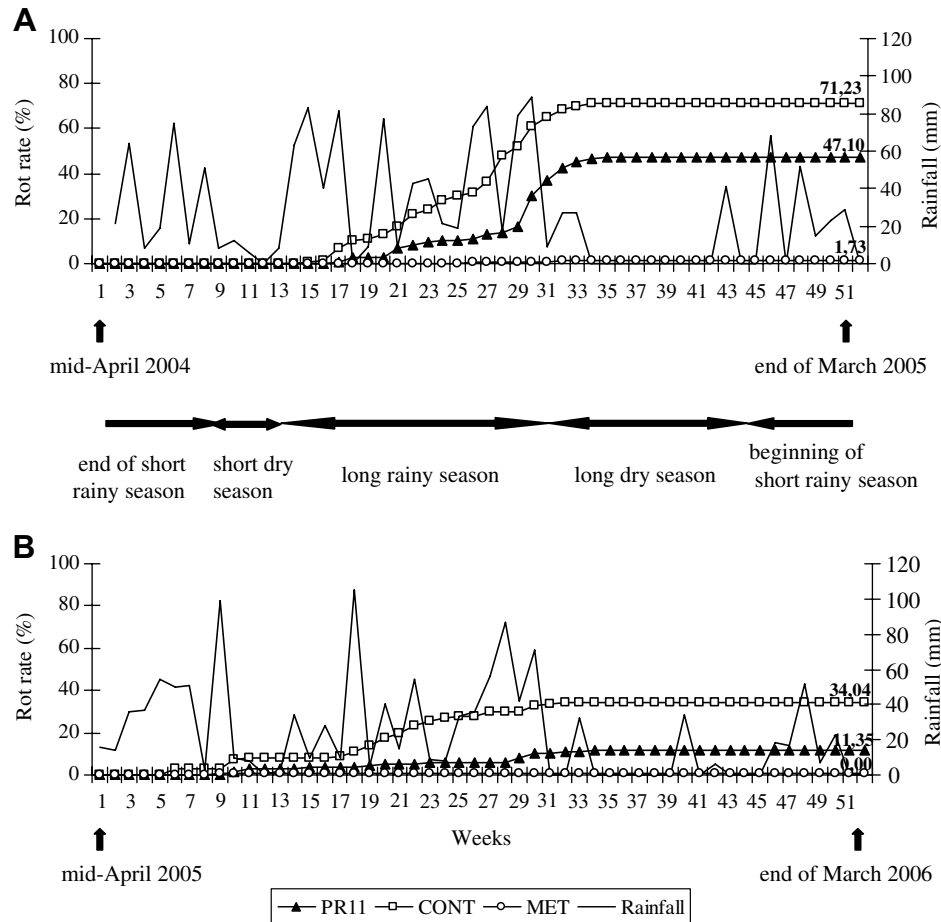 A
100
80
60
40
20
0
Rot rate (%)
120
100
80
60
40
20
0
Rainfall (mm)
71,23
47,10
1,73
1 3 5 7 9 11 13 15 17 19 21 23 25 27 29 31 33 35 37 39 41 43 45 47 49 51
mid-April 2004
end of March 2005
end of short rainy season
short dry season
long rainy season
long dry season
beginning of short rainy season
B
100
80
60
40
20
0
Rot rate (%)
120
100
80
60
40
20
0
Rainfall (mm)
34,04
11,35
0,00
1 3 5 7 9 11 13 15 17 19 21 23 25 27 29 31 33 35 37 39 41 43 45 47 49 51
Weeks
mid-April 2005
end of March 2006
PR11 CONT MET Rainfall